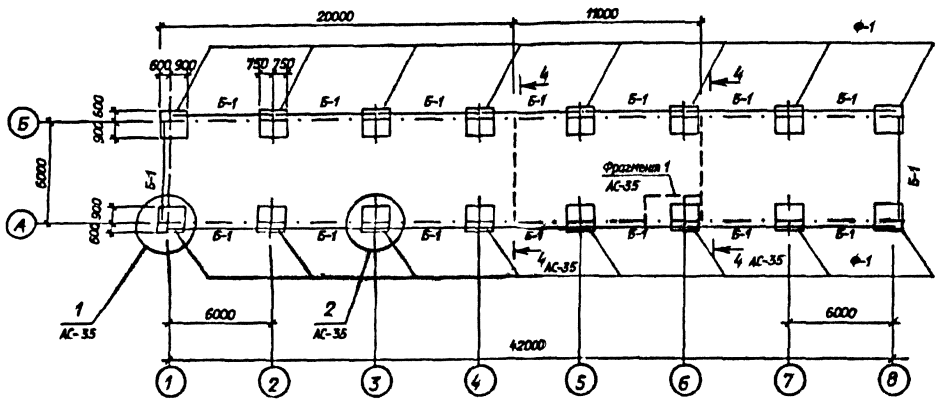 20000 11000
Ф-1
600 900 750 750
4 4
Б-1 Б-1 Б-1 Б-1 Б-1 Б-1 Б-1
Б
600
900
6000
Б-1
Фрагмент 1
АС-35
Б-1
900
А
600
Б-1 Б-1 Б-1 Б-1 Б-1 Б-1 Б-1
4 АС-35 4 АС-35
Ф-1
1
АС-35
2
АС-35
6000 6000
42000
1 2 3 4 5 6 7 8